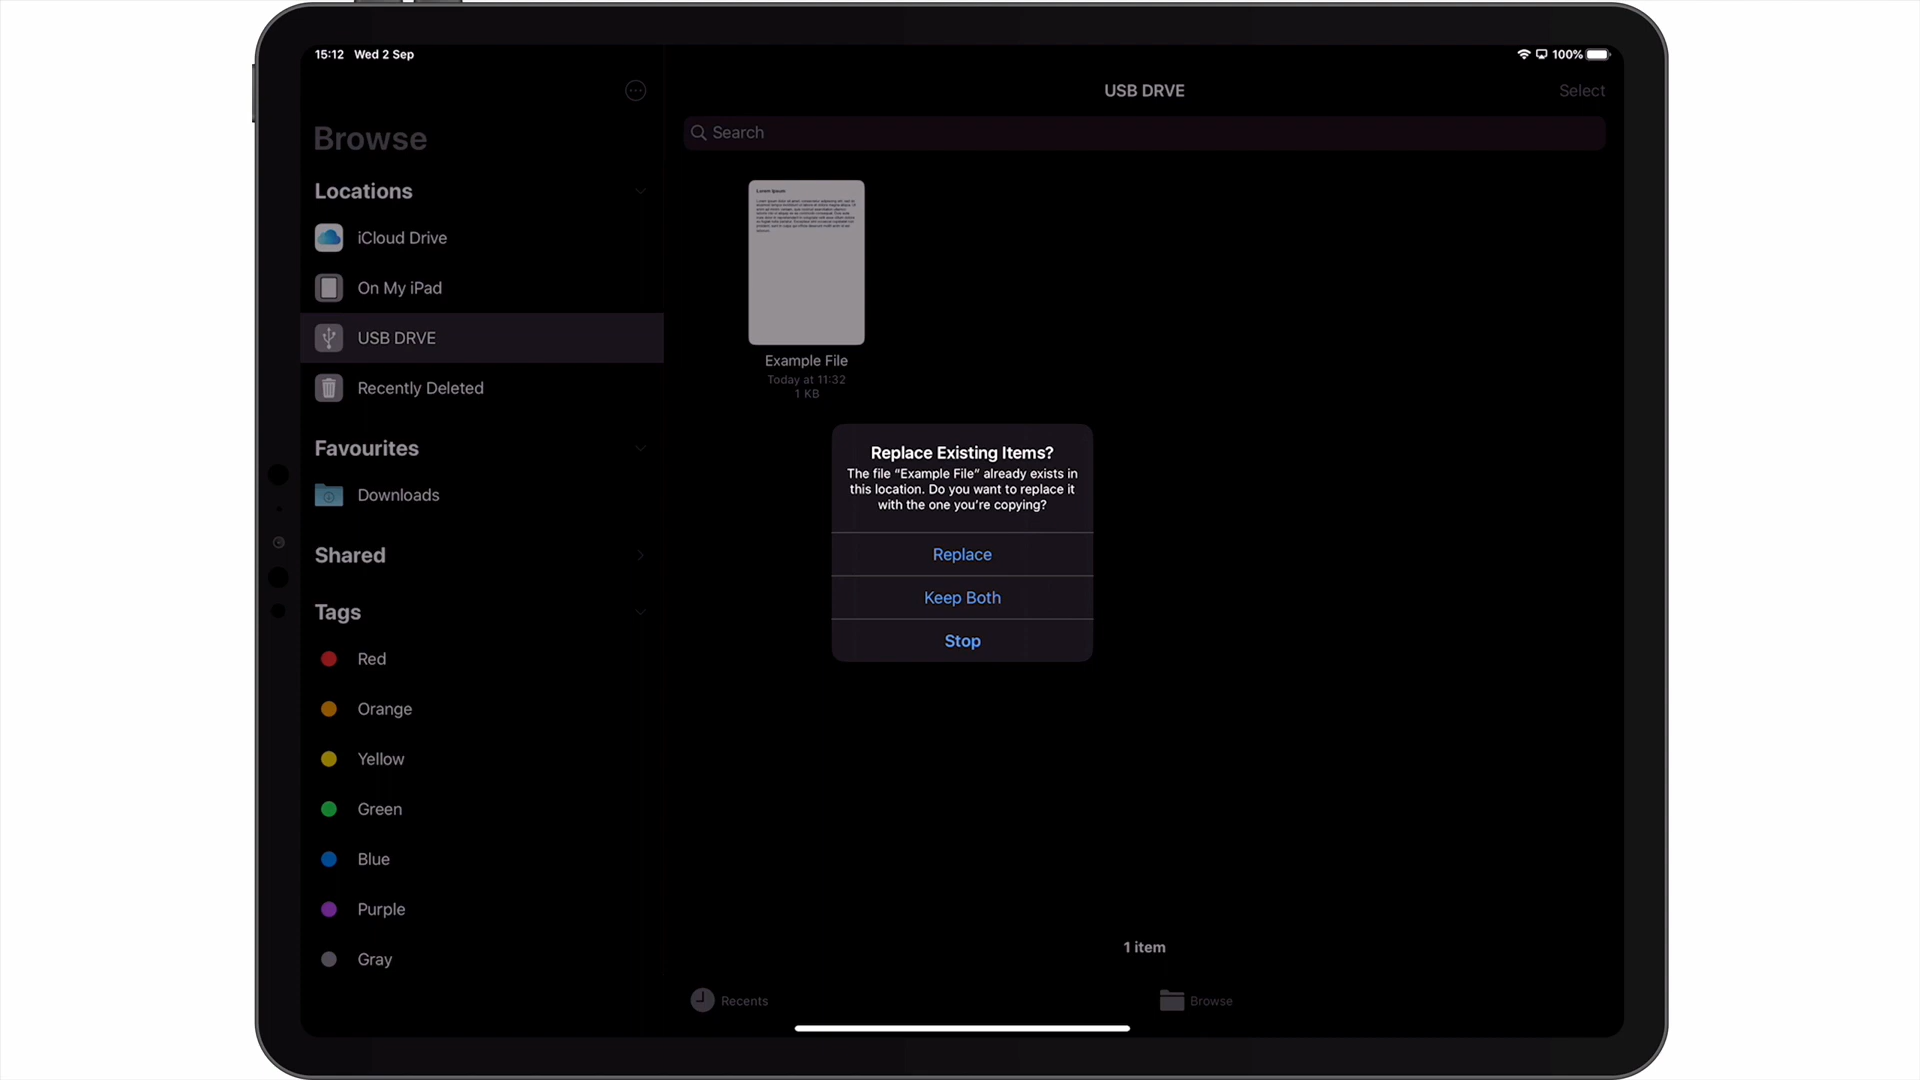 15:12 Wed 2 Sep
100%
USB DRVE
Select
Browse
Search
Locations
iCloud Drive
On My iPad
USB DRVE
Recently Deleted
Favourites
Downloads
Shared
Tags
Red
Orange
Yellow
Green
Blue
Purple
Gray
Lorem Ipsum
Example File
Today at 11:32
1 KB
Replace Existing Items?
The file “Example File” already exists in
this location. Do you want to replace it
with the one you’re copying?
Replace
Keep Both
Stop
1 item
Recents
Browse